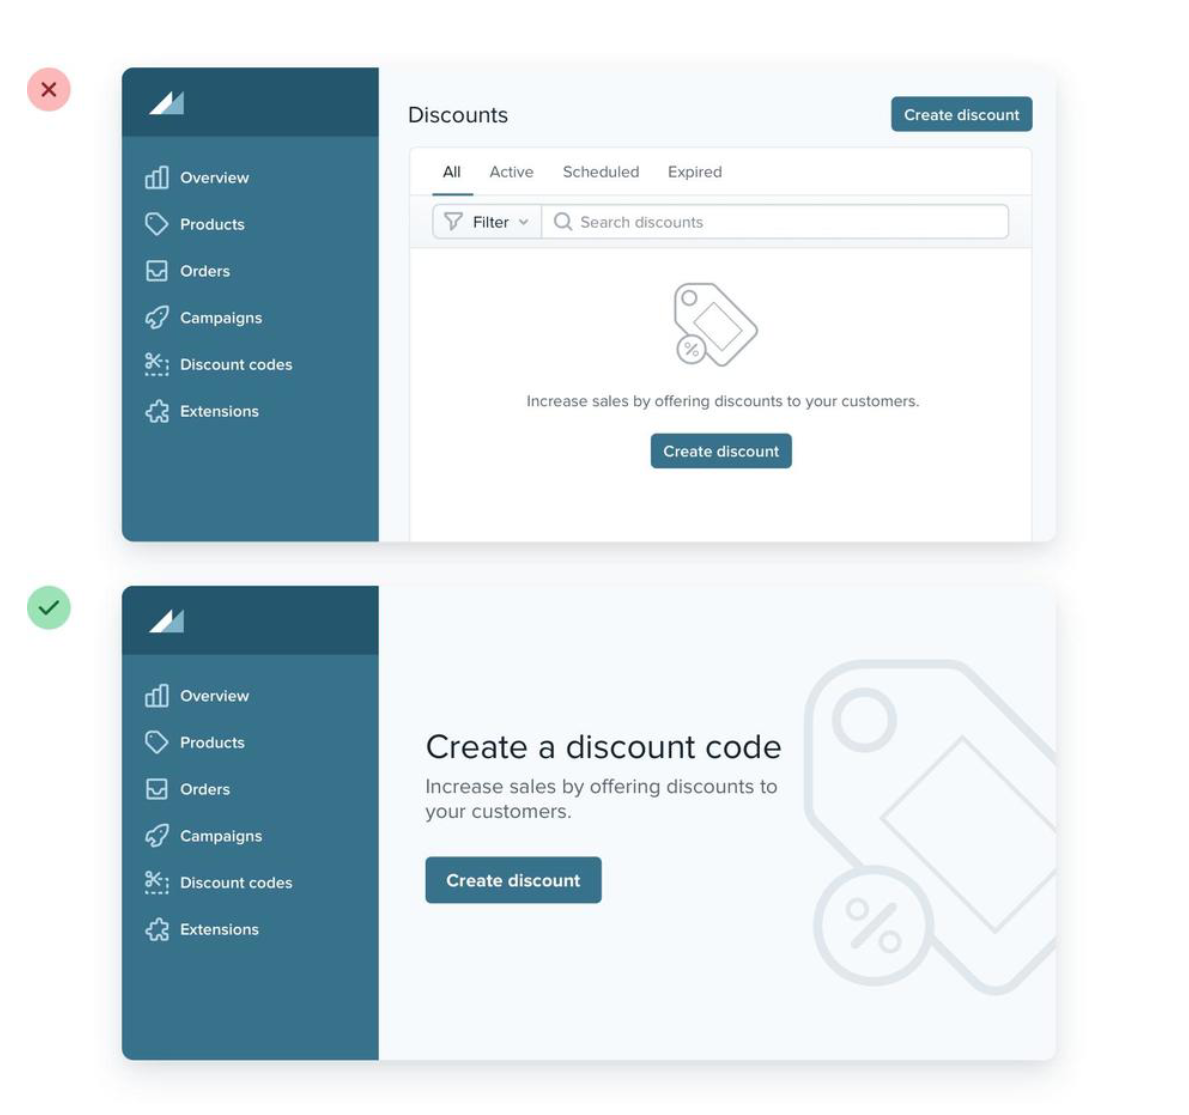 Discounts
Create discount
Overview
Products
Orders
Campaigns
Discount codes
Extensions
All Active Scheduled Expired
Filter Search discounts
%
Increase sales by offering discounts to your customers.
Create discount
Overview
Products
Orders
Campaigns
Discount codes
Extensions
Create a discount code
Increase sales by offering discounts to
your customers.
Create discount
%